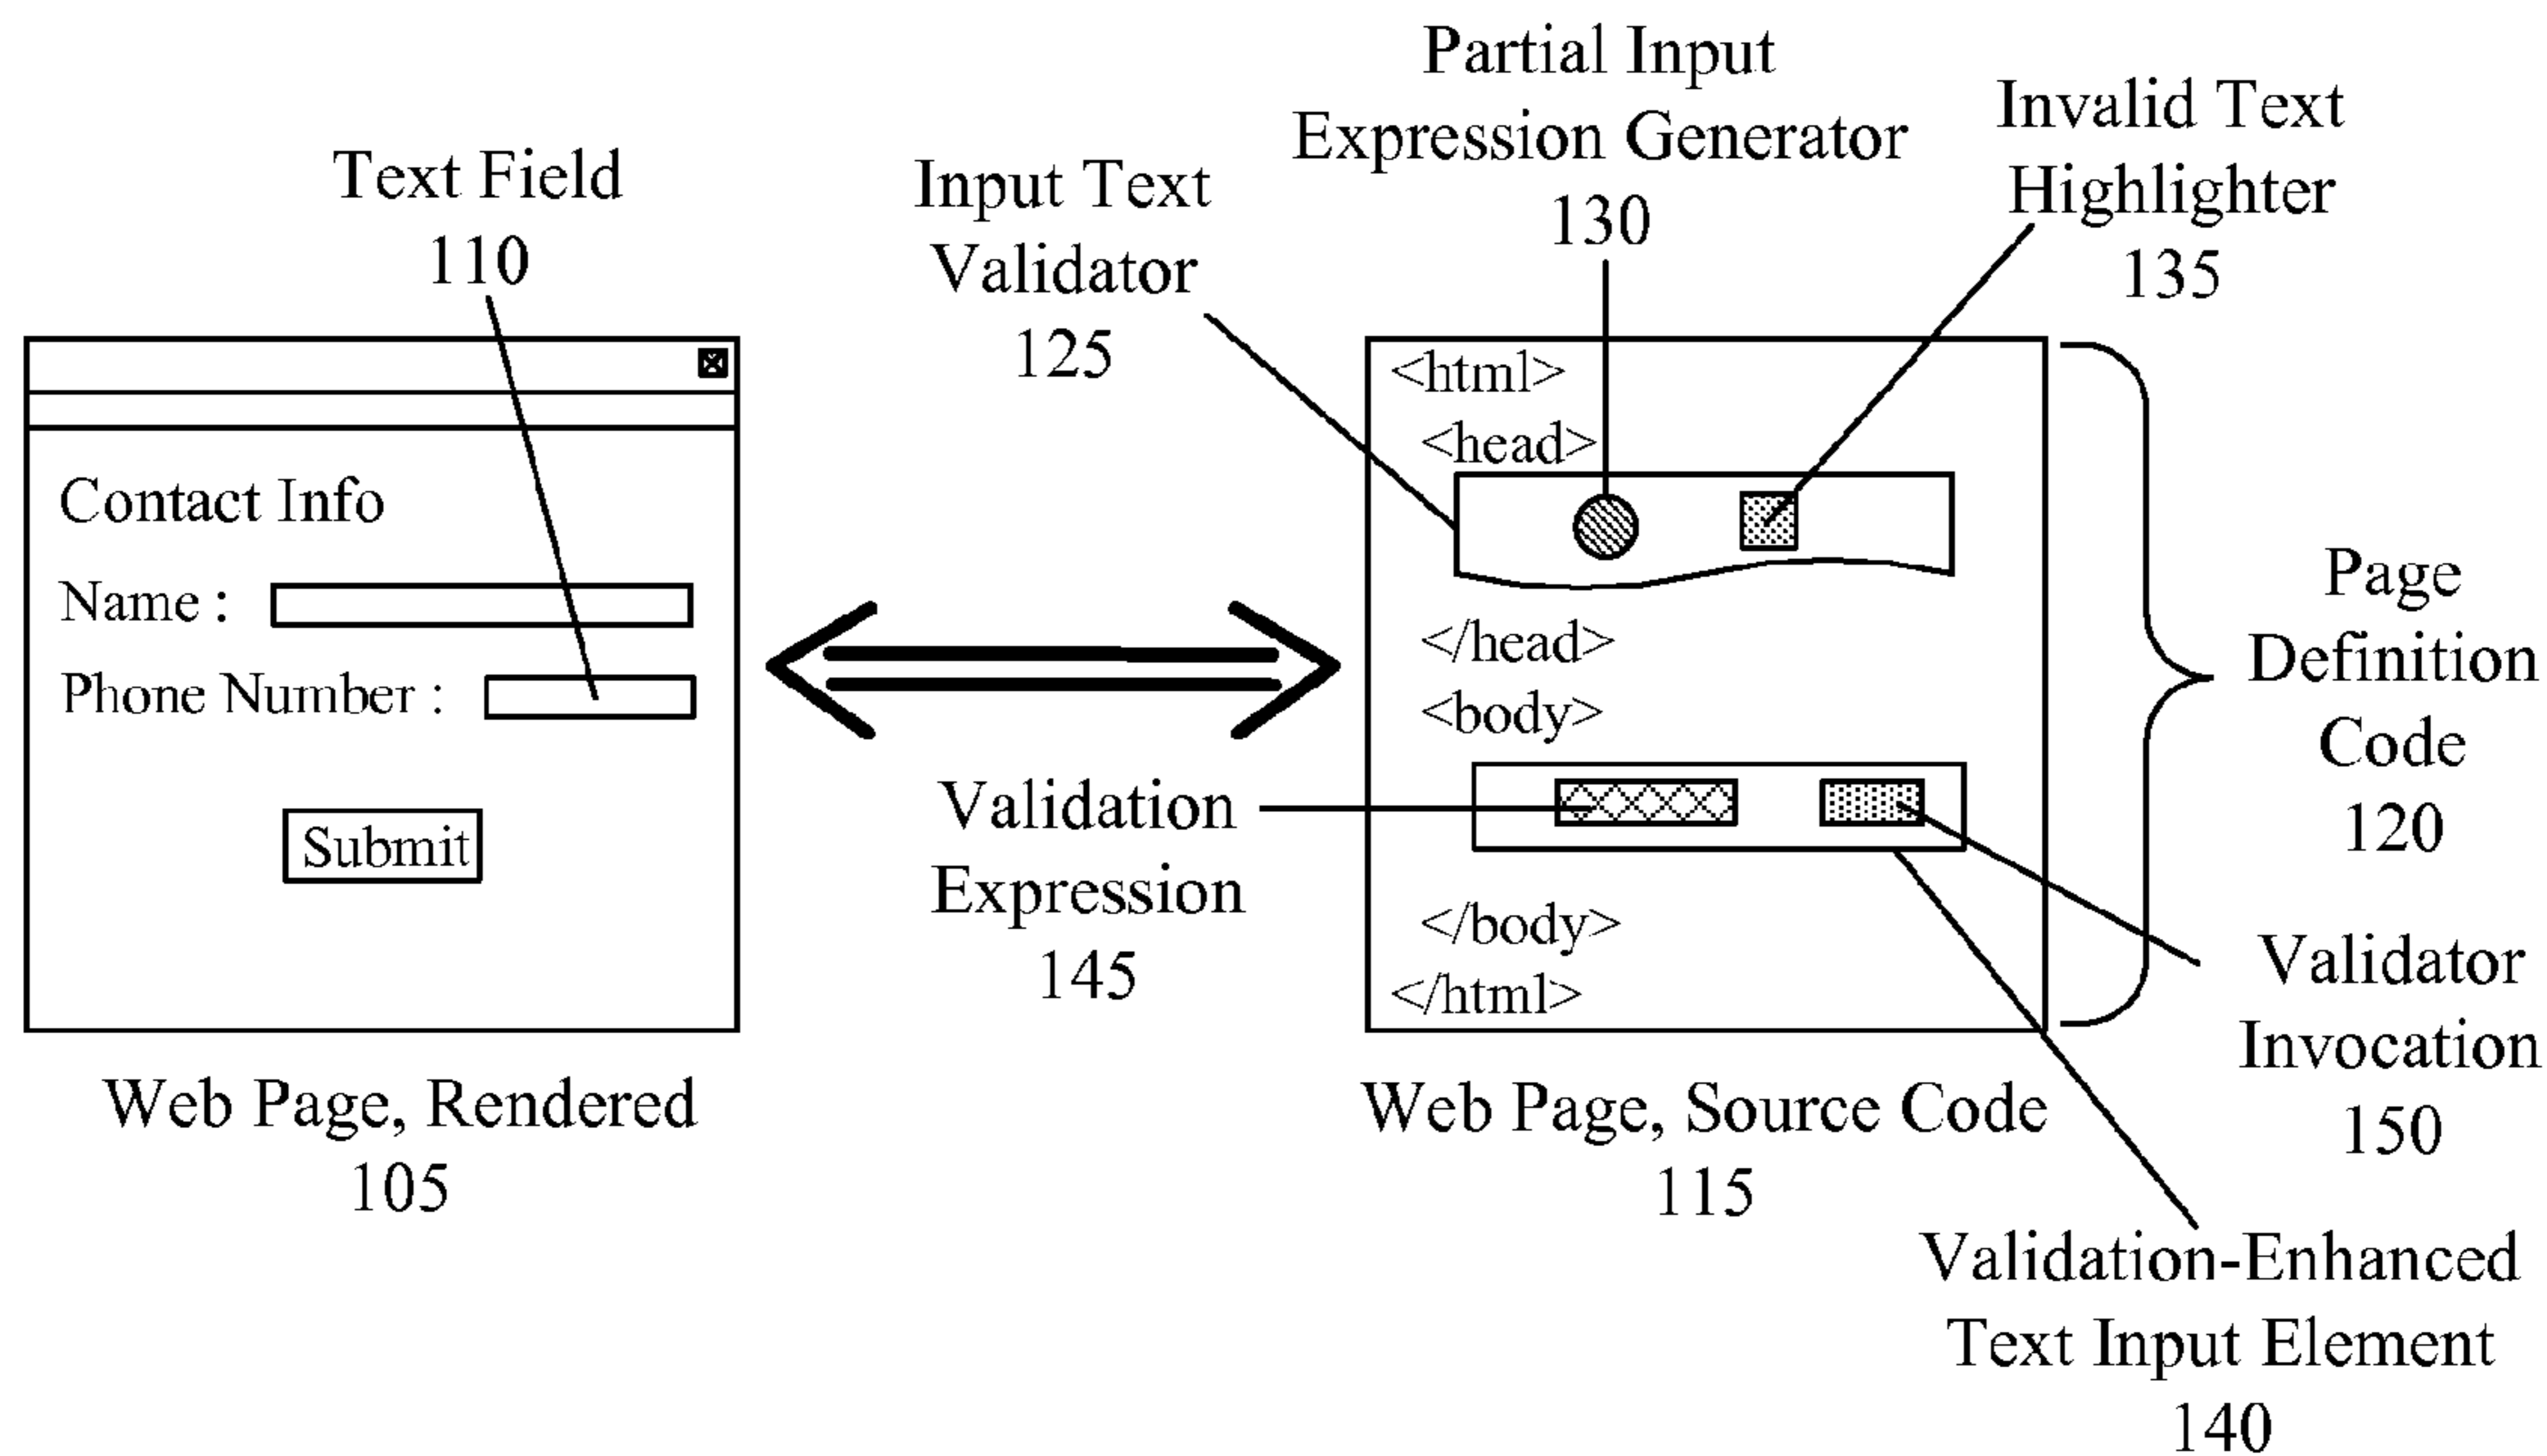 Partial Input
Expression Generator
130
Invalid Text
Highlighter
135
Text Field
110
Input Text
Validator
125
Contact Info
Name :
Phone Number :
Submit
Web Page, Rendered
105
<html>
<head>
</head>
<body>
</body>
</html>
Validation
Expression
145
Web Page, Source Code
115
Page
Definition
Code
120
Validator
Invocation
150
Validation-Enhanced
Text Input Element
140